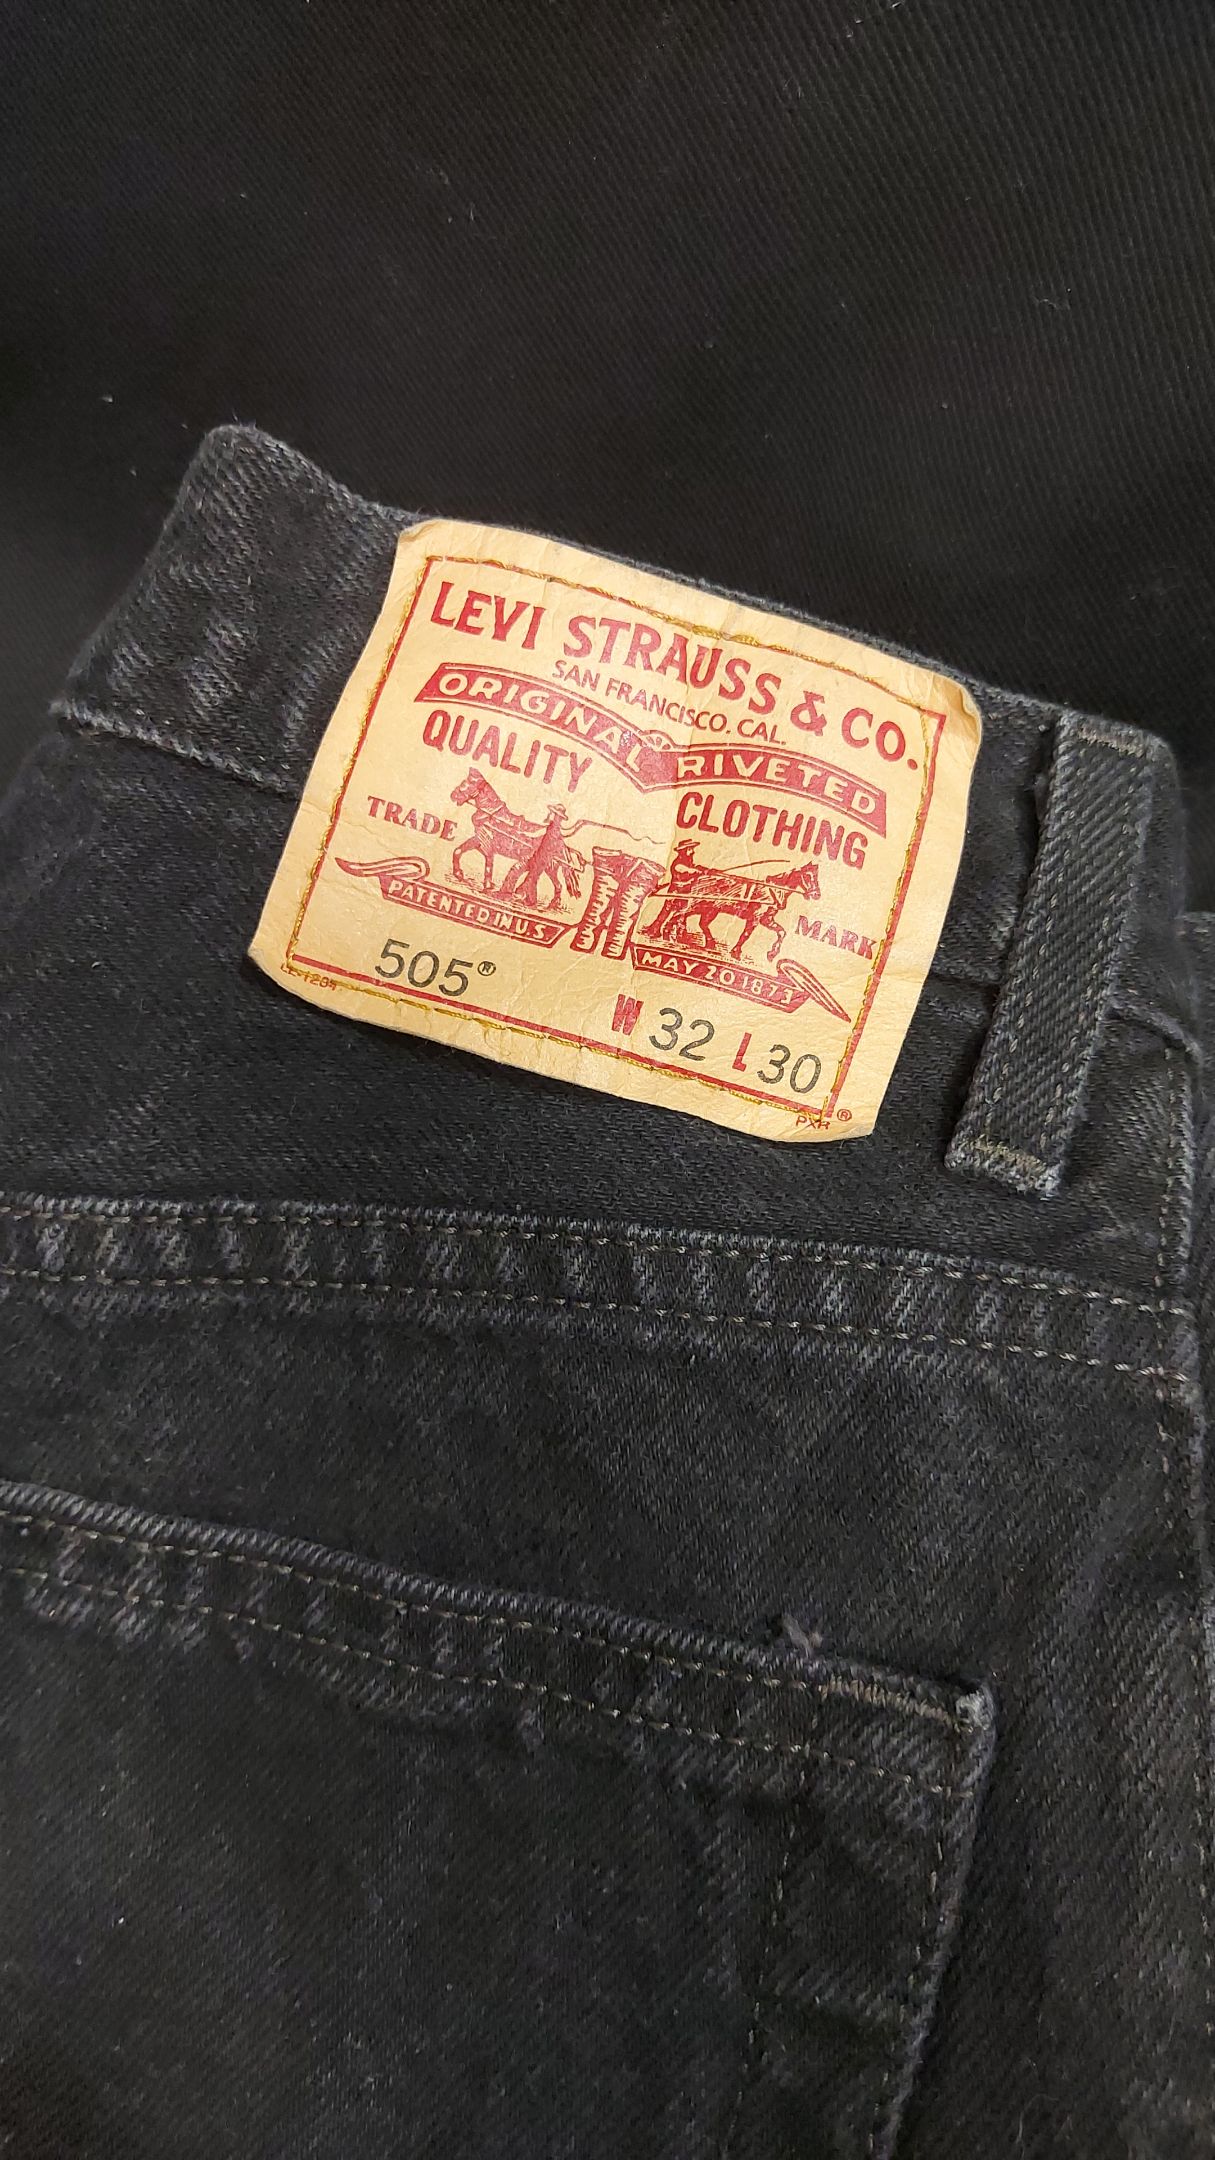 LEVI STRAUSS & CO.
SAN FRANCISCO. CAL.
ORIGINAL RIVETED
QUALITY CLOTHING
TRADE MARK
PATENTED IN U.S. MAY 20 1873
505®
W 32 L 30
PXR ®